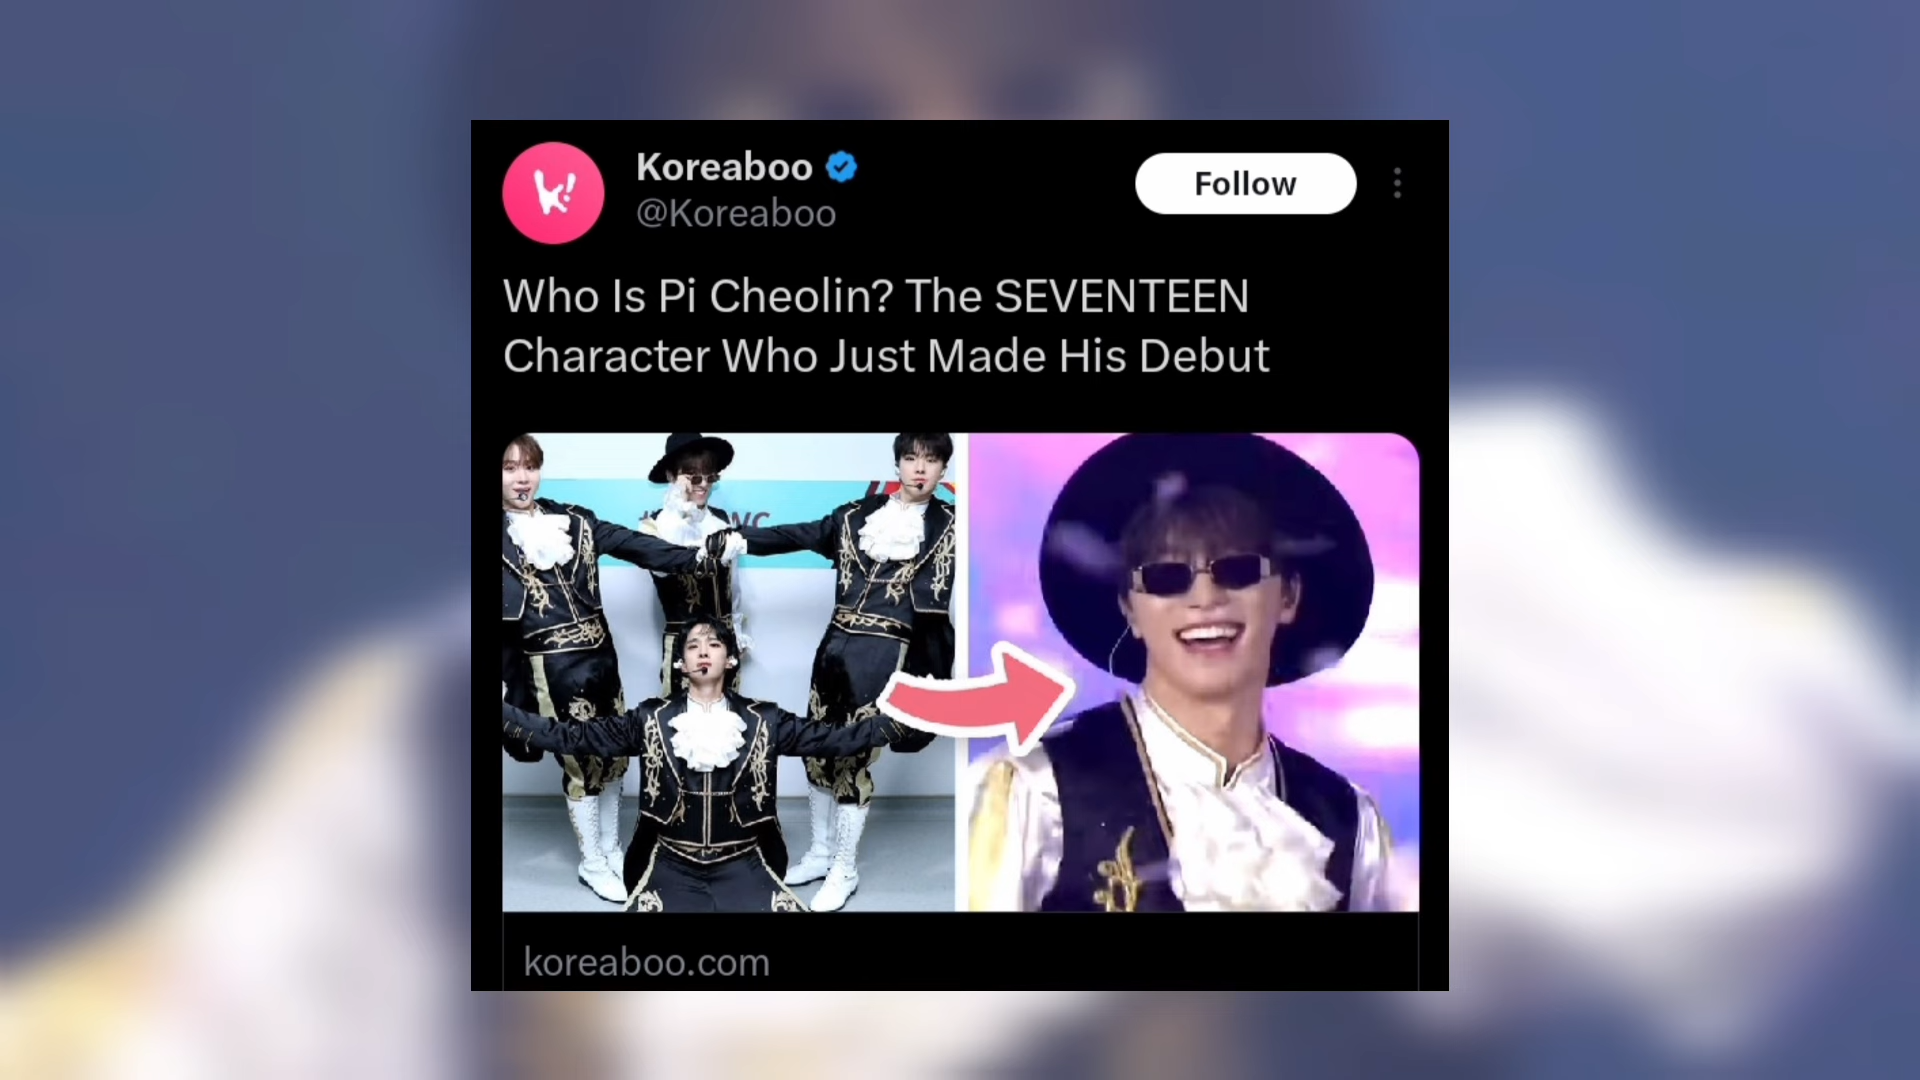 Koreaboo
@Koreaboo
Follow
Who Is Pi Cheolin? The SEVENTEEN
Character Who Just Made His Debut
koreaboo.com